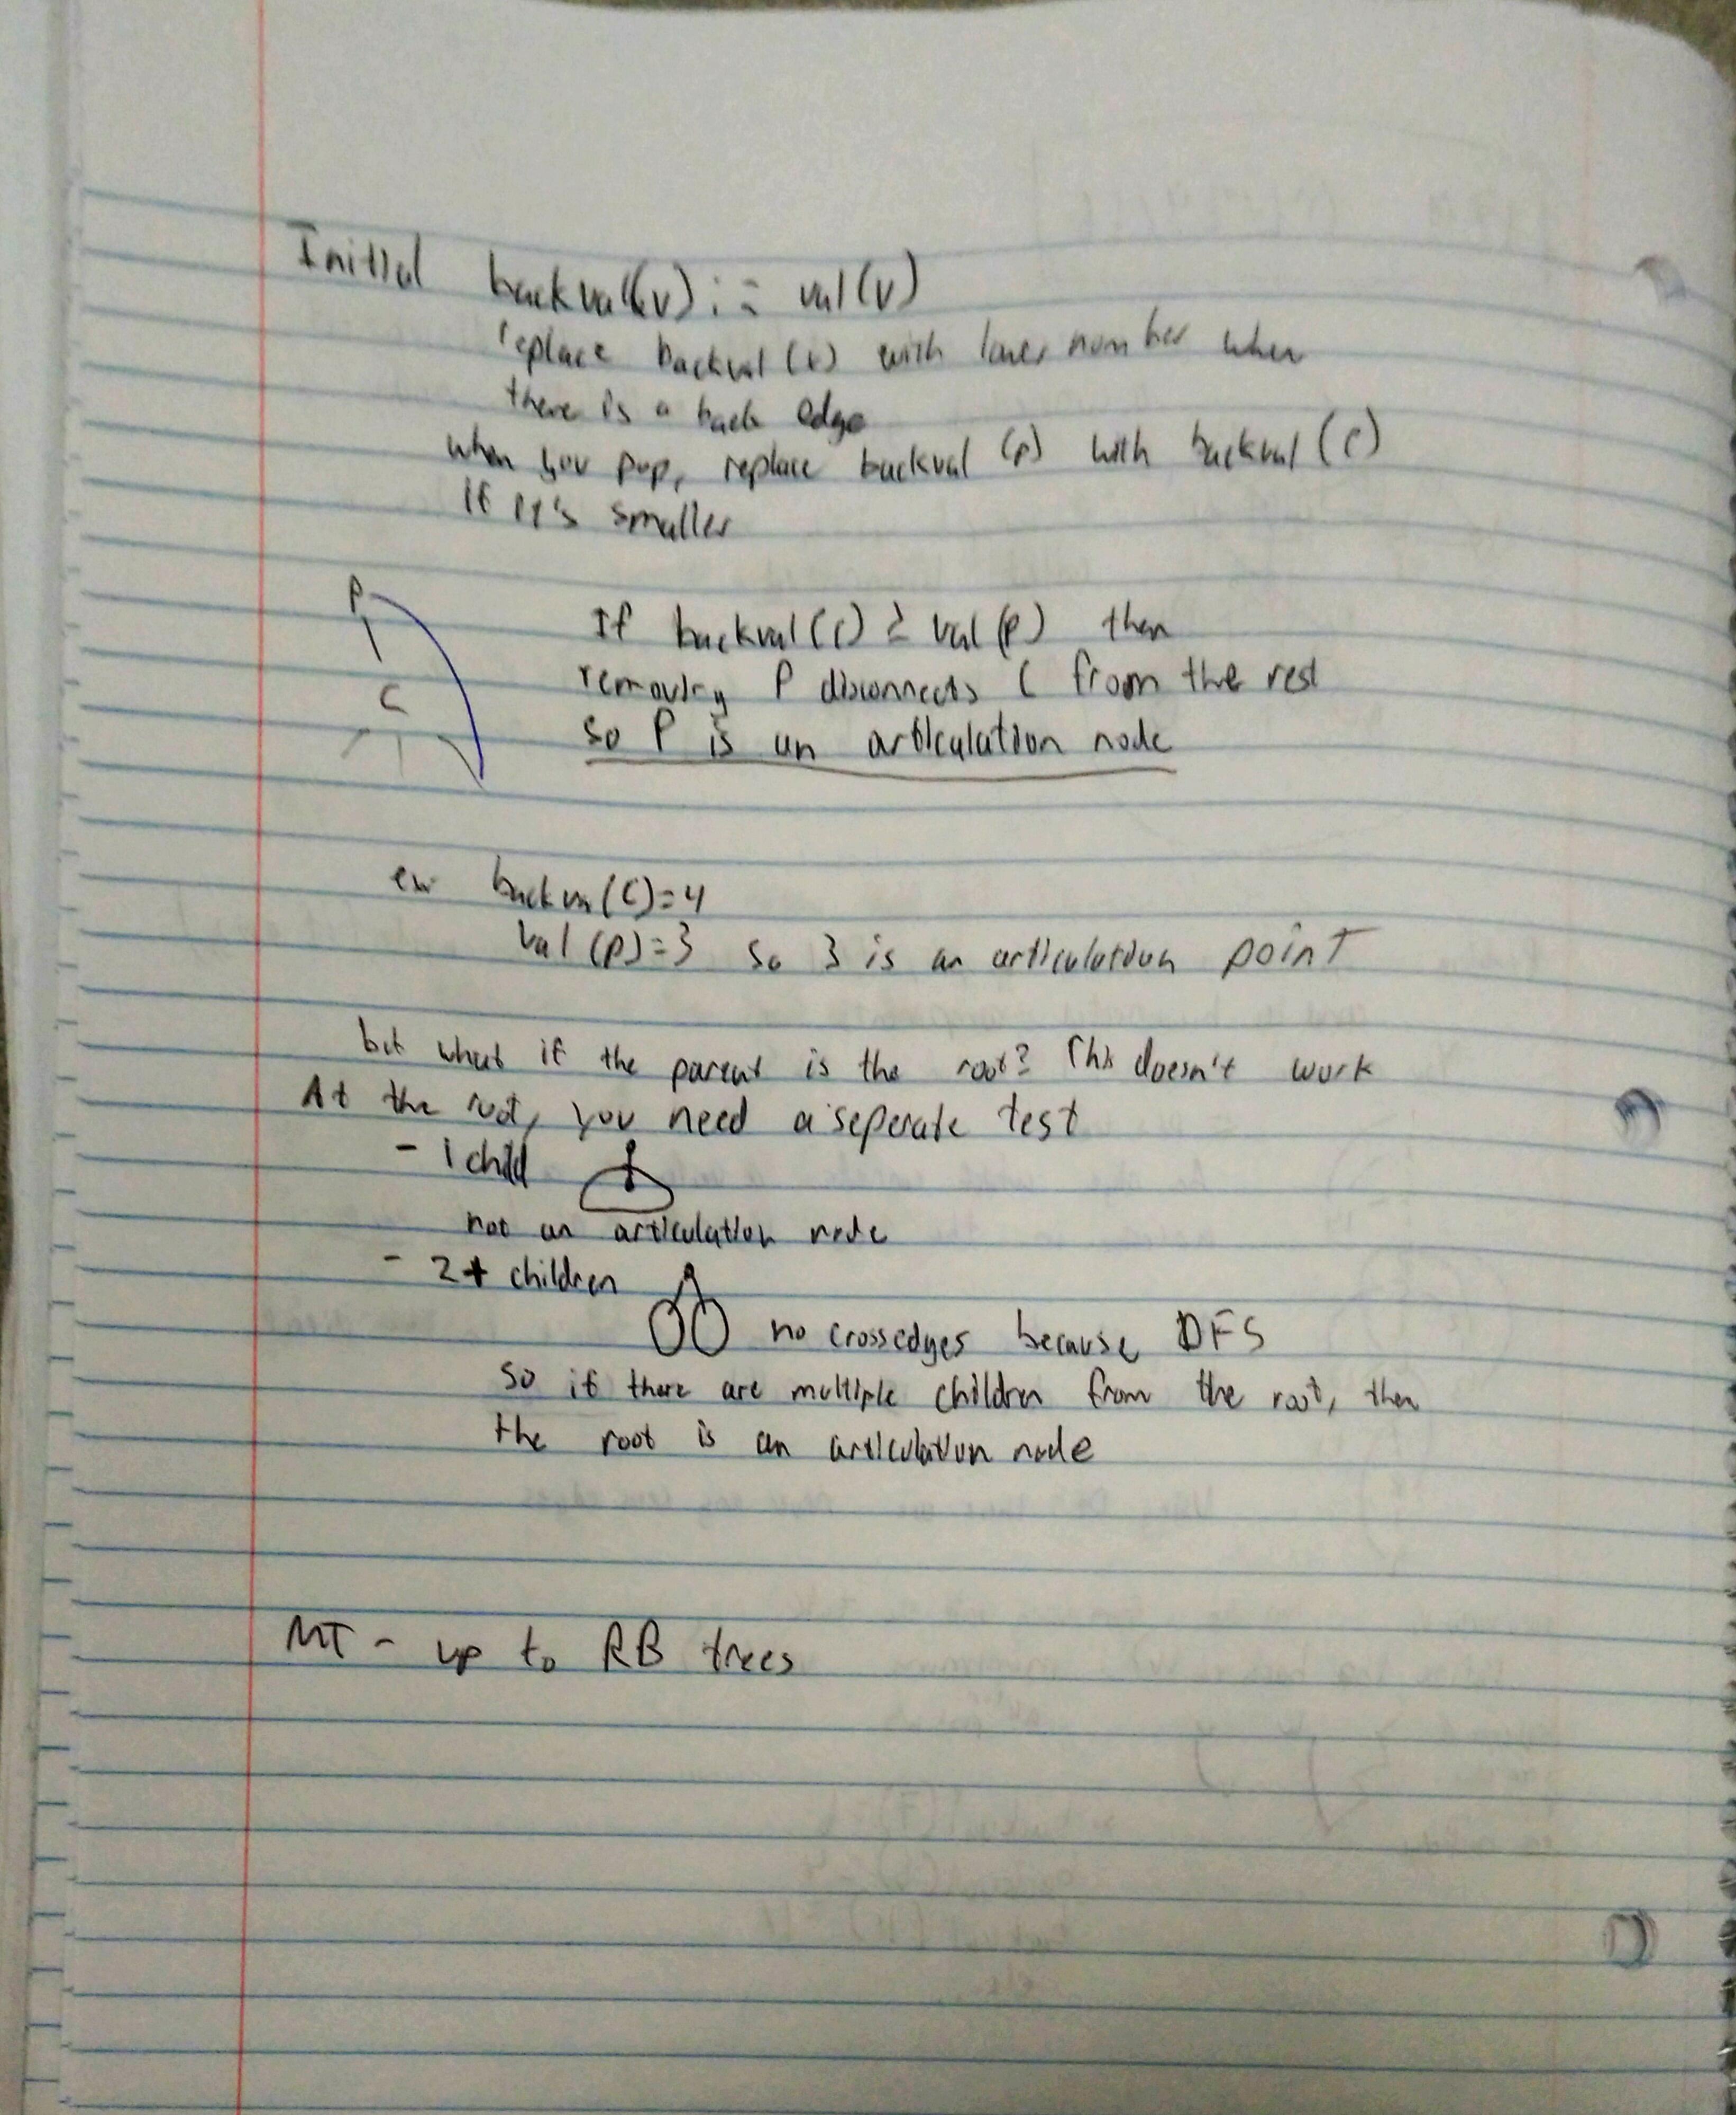 Initial backval(v) := val(v)
replace backval(v) with lower number when
there is a back edge
when you pop, replace backval (p) with backval (c)
if it's smaller
P
C
If backval(c) ≥ val(p) then
removing P disconnects C from the rest
so P is an articulation node
ex backva(C)=4
val (p)=3 so 3 is an articulation point
but what if the parent is the root? This doesn't work
At the root, you need a seperate test
- 1 child
not an articulation node
- 2+ children
no crossedges because DFS
so if there are multiple children from the root, then
the root is an articulation node
MT - up to RB trees